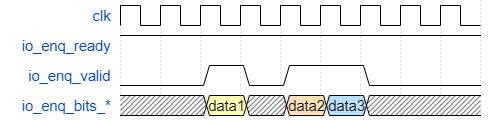 clk
io_enq_ready
io_enq_valid
io_enq_bits_* data1 data2 data3